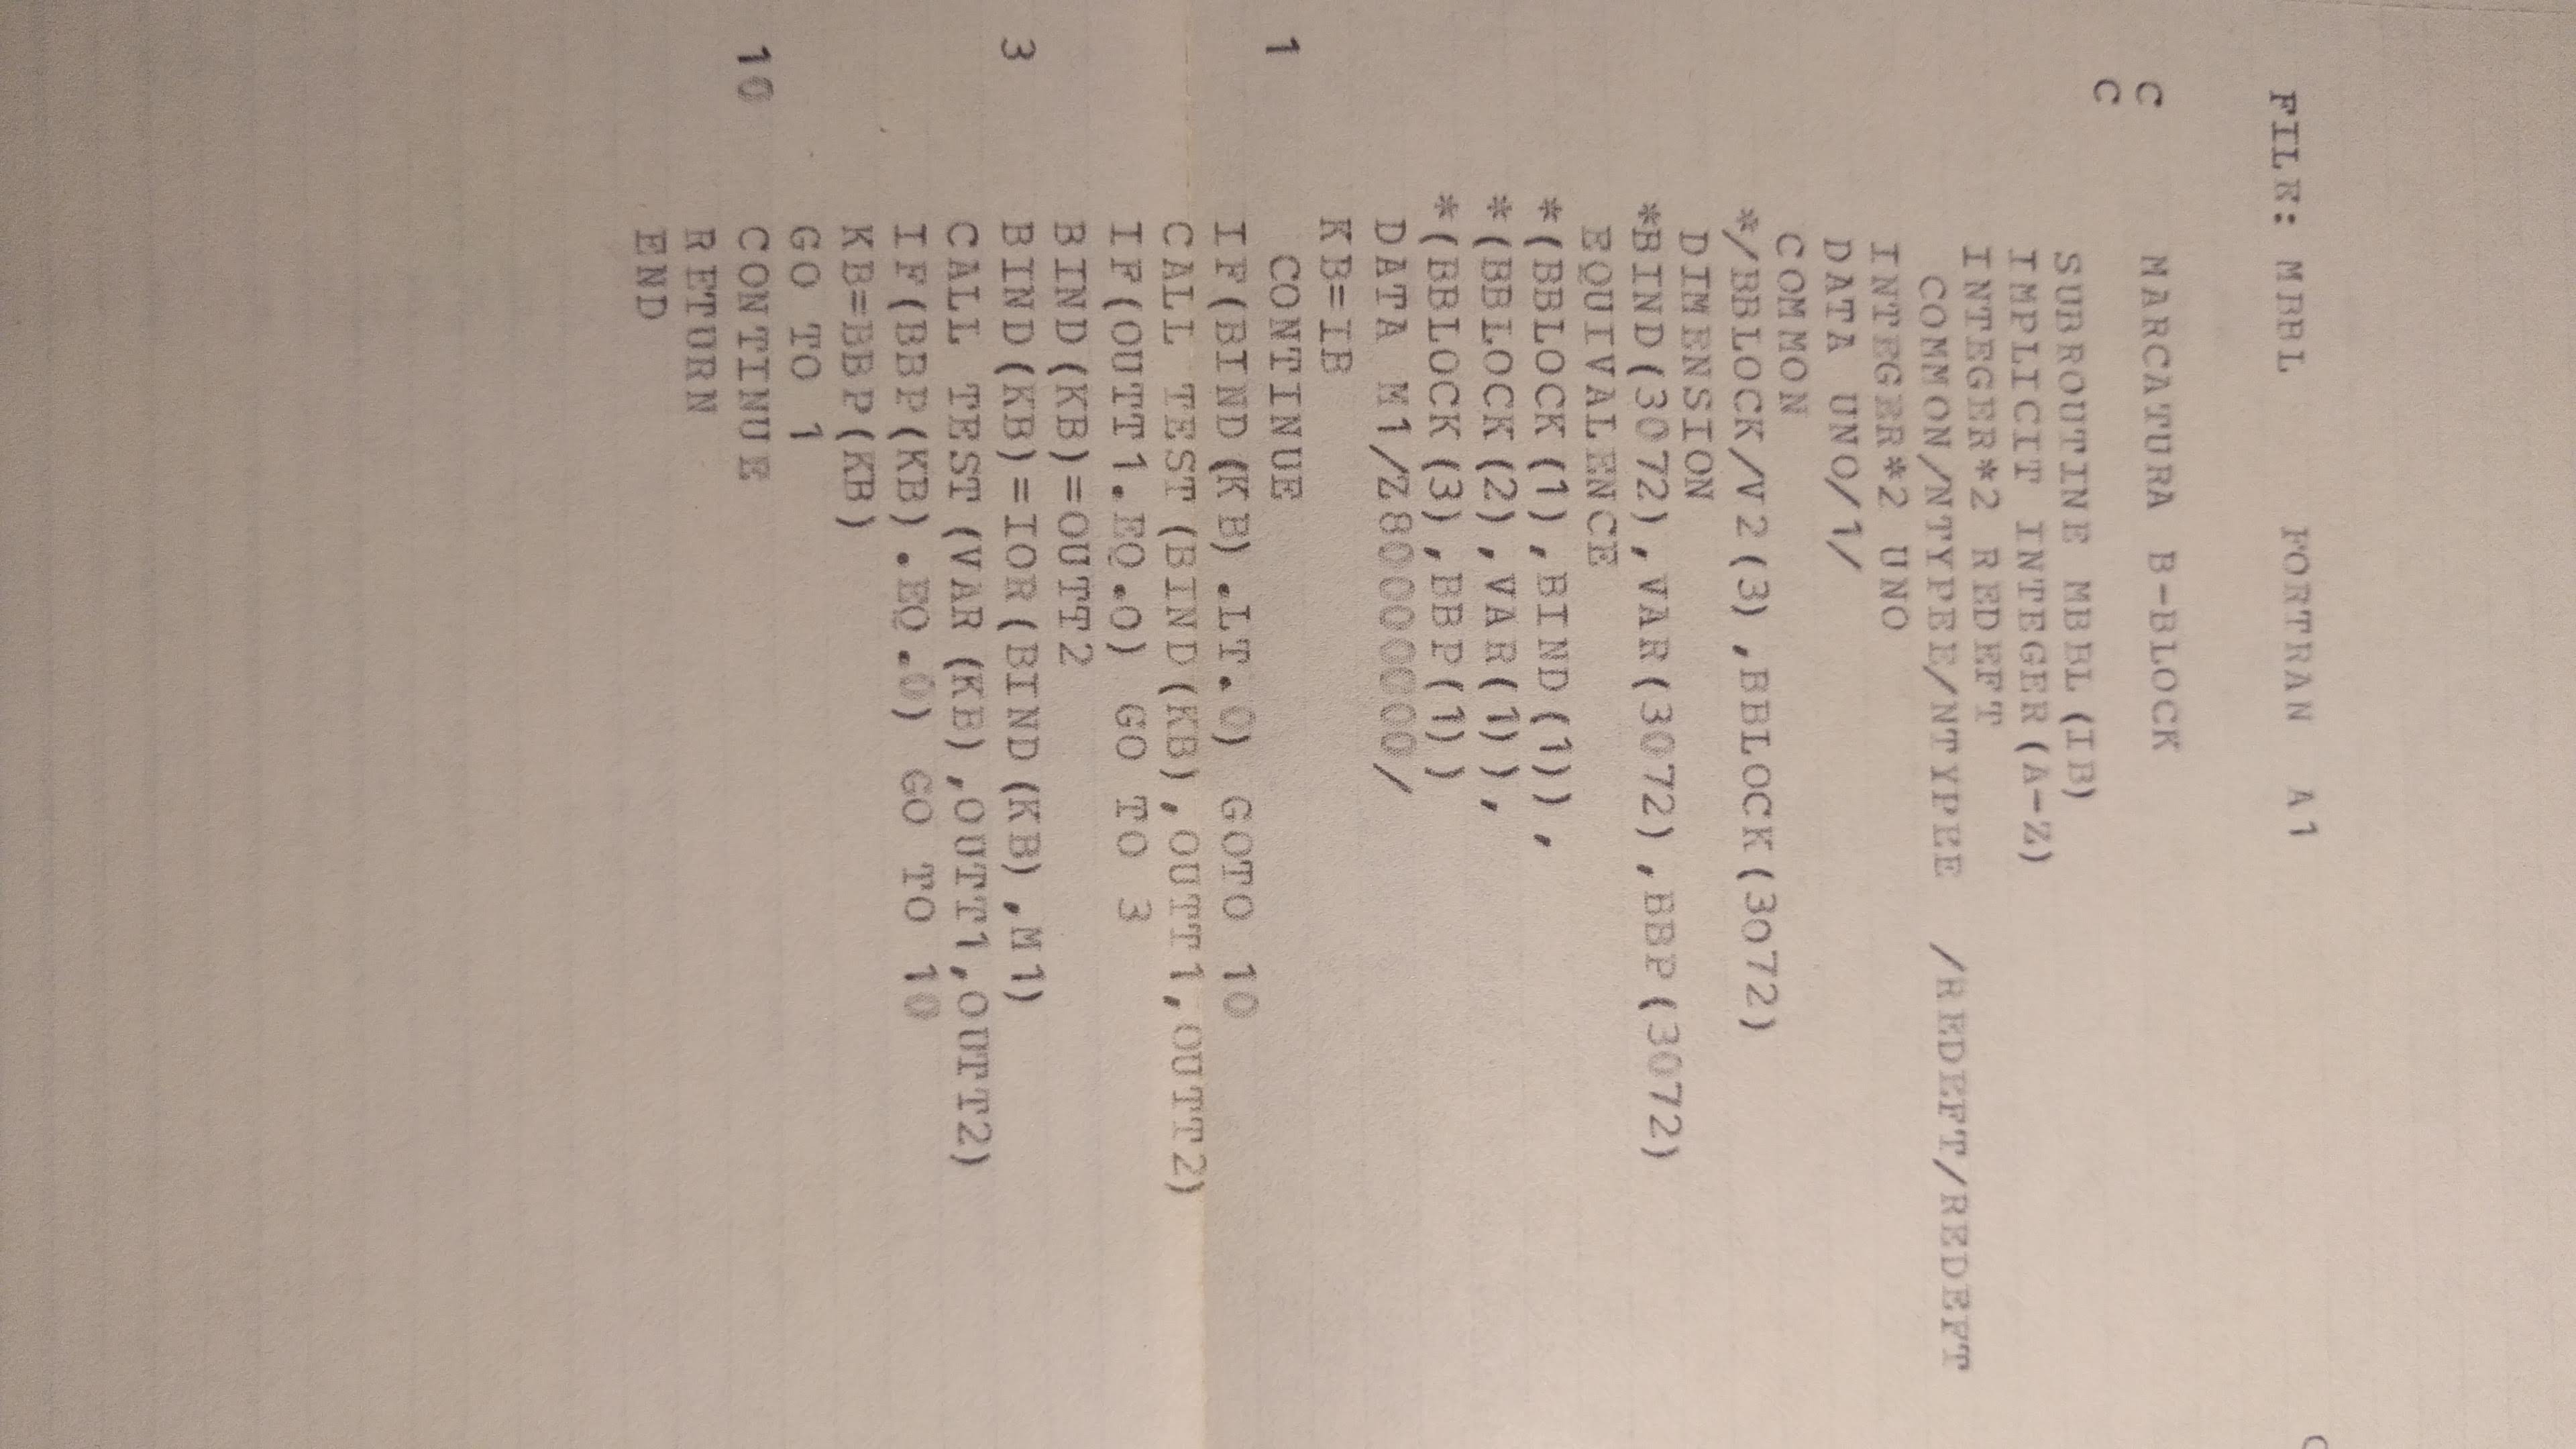 FILE: MBBL     FORTRAN  A1
C       MARCATURA B-BLOCK
C
        SUBROUTINE MBBL(IB)
        IMPLICIT INTEGER(A-Z)
        INTEGER*2 REDEFT
         COMMON/NTYPEE/NTYPEE  /REDEFT/REDEFT
        INTEGER*2 UNO
        DATA UNO/1/
        COMMON
       */BBLOCK/V2(3),BBLOCK(3072)
        DIMENSION
       *BIND(3072),VAR(3072),BBP(3072)
        EQUIVALENCE
       *(BBLOCK(1),BIND(1)),
       *(BBLOCK(2),VAR(1)),
       *(BBLOCK(3),BBP(1))
        DATA M1/Z80000000/
        KB=IB
1        CONTINUE
        IF(BIND(KB).LT.0) GOTO 10
        CALL TEST(BIND(KB),OUTT1,OUTT2)
        IF(OUTT1.EQ.0) GO TO 3
        BIND(KB)=OUTT2
3       BIND(KB)=IOR(BIND(KB),M1)
        CALL TEST(VAR(KB),OUTT1,OUTT2)
        IF(BBP(KB).EQ.0) GO TO 10
        KB=BBP(KB)
        GO TO 1
10      CONTINUE
        RETURN
        END